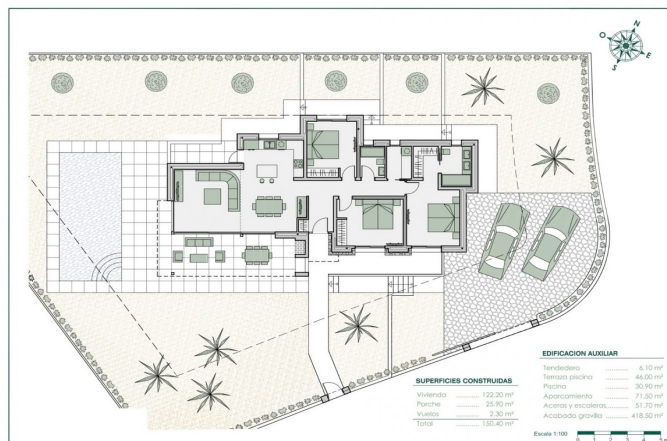 N
O
E
S
SUPERFICIES CONSTRUIDAS
Vivienda ............ 122.20 m²
Porche ............ 25.90 m²
Vuelos ............ 2.30 m²
Total ............ 150.40 m²
EDIFICACION AUXILIAR
Tendedero ............ 6.10 m²
Terraza piscina ............ 46.00 m²
Piscina ............ 30.90 m²
Aparcamiento ............ 71.50 m²
Aceras y escaleras ............ 51.70 m²
Acabado gravilla ............ 418.50 m²
Escala 1:100